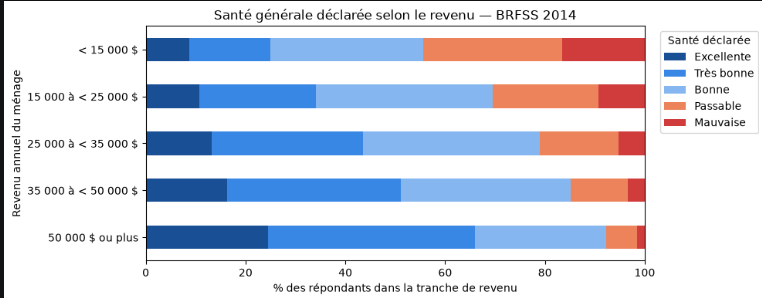 Santé générale déclarée selon le revenu — BRFSS 2014
Revenu annuel du ménage
< 15 000 $
15 000 à < 25 000 $
25 000 à < 35 000 $
35 000 à < 50 000 $
50 000 $ ou plus
0 20 40 60 80 100
% des répondants dans la tranche de revenu
Santé déclarée
Excellente
Très bonne
Bonne
Passable
Mauvaise